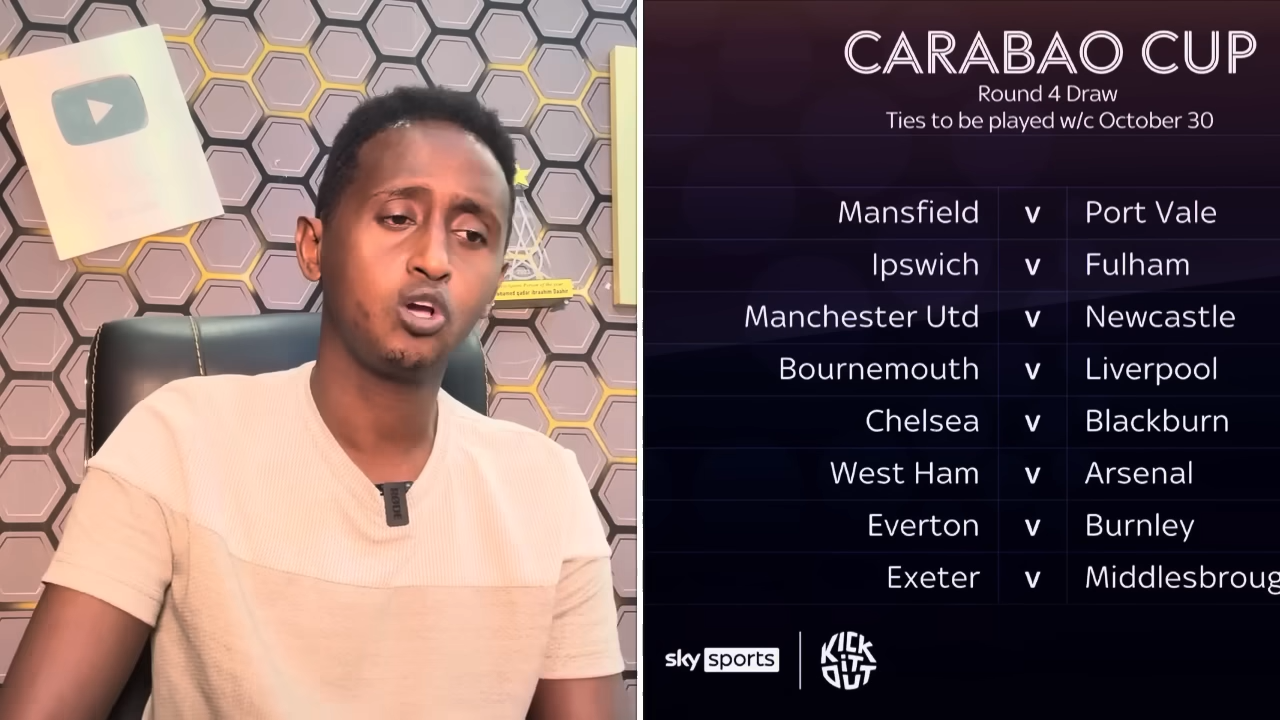 CARABAO CUP
Round 4 Draw
Ties to be played w/c October 30
Mansfield v Port Vale
Ipswich v Fulham
Manchester Utd v Newcastle
Bournemouth v Liverpool
Chelsea v Blackburn
West Ham v Arsenal
Everton v Burnley
Exeter v Middlesbroug
sky sports
KICK
IT
OUT